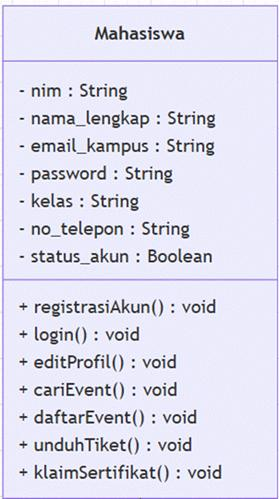 Mahasiswa
- nim : String
- nama_lengkap : String
- email_kampus : String
- password : String
- kelas : String
- no_telepon : String
- status_akun : Boolean
+ registrasiAkun() : void
+ login() : void
+ editProfil() : void
+ cariEvent() : void
+ daftarEvent() : void
+ unduhTiket() : void
+ klaimSertifikat() : void